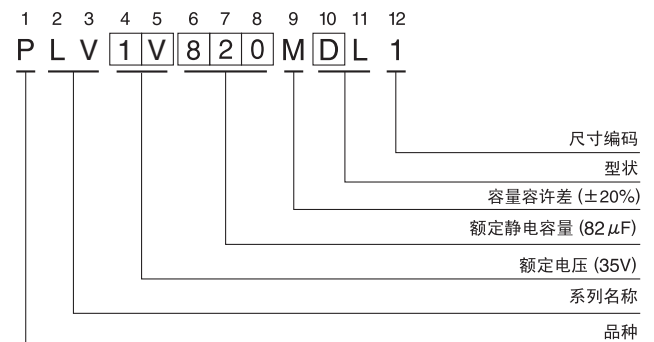 1 2 3 4 5 6 7 8 9 10 11 12
P L V 1 V 8 2 0 M D L 1
尺寸编码
型状
容量容许差 (±20%)
额定静电容量 (82μF)
额定电压 (35V)
系列名称
品种